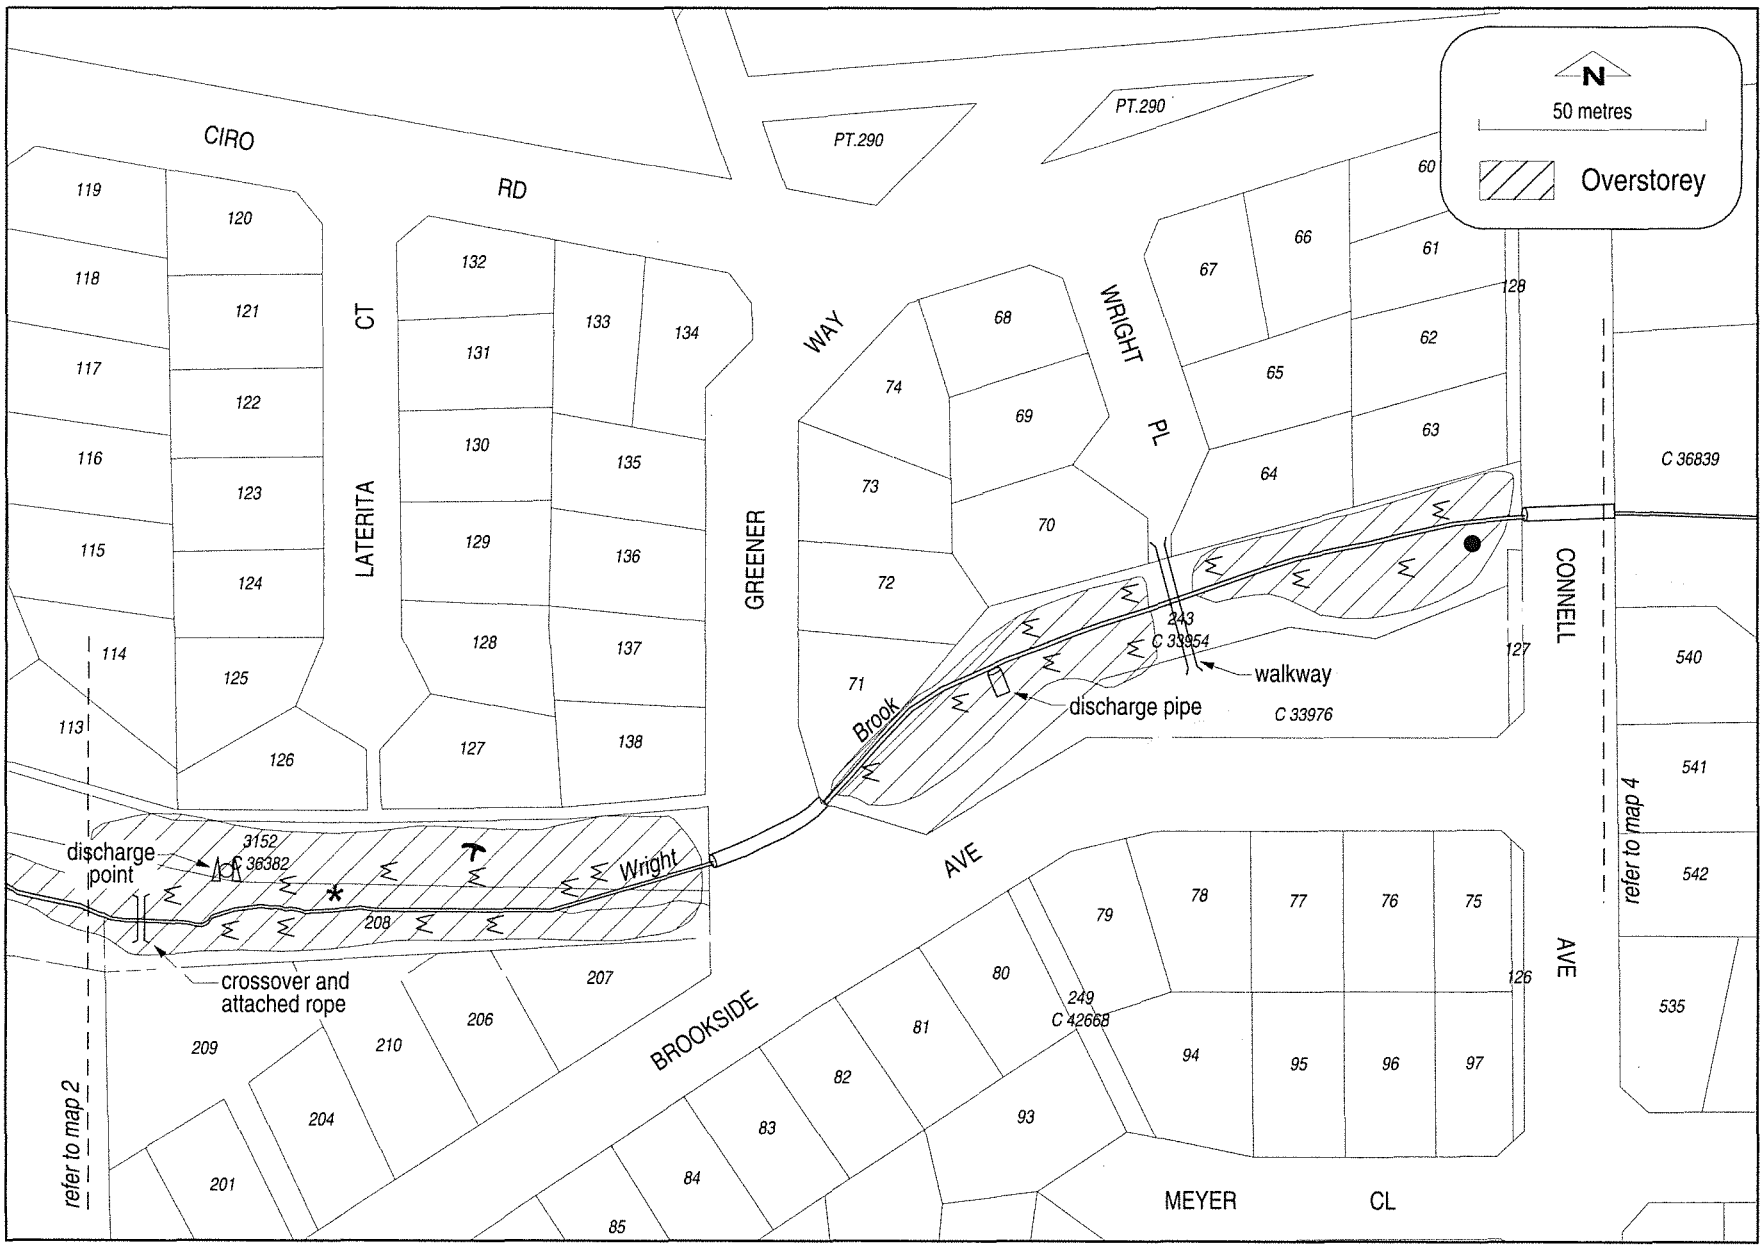 N
50 metres
Overstorey
CIRO
RD
PT.290
PT.290
119
120
118
121
117
122
116
123
115
124
114
125
113
126
CT
LATERITA
132
133
134
131
130
135
129
136
128
137
127
138
WAY
GREENER
WRIGHT
PL
68
74
69
73
70
72
71
67
66
60
61
65
62
64
63
128
C 36839
CONNELL
243
C 33954
walkway
discharge pipe
C 33976
127
Brook
540
541
542
535
refer to map 4
discharge
point
3152
C 36382
Wright
208
crossover and
attached rope
refer to map 2
209
210
206
207
204
201
BROOKSIDE
AVE
79
78
77
76
75
80
249
C 42668
81
82
83
84
85
93
94
95
96
97
126
AVE
MEYER
CL